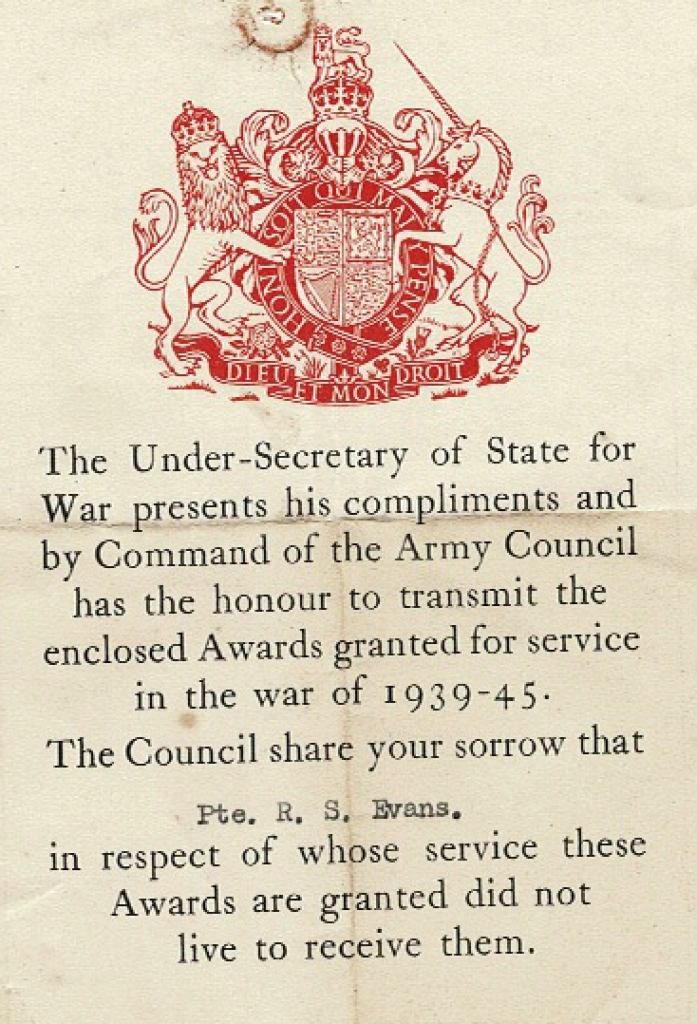 HONI SOIT QUI MAL Y PENSE
DIEU ET MON DROIT
The Under-Secretary of State for
War presents his compliments and
by Command of the Army Council
has the honour to transmit the
enclosed Awards granted for service
in the war of 1939-45.
The Council share your sorrow that
Pte. R. S. Evans.
in respect of whose service these
Awards are granted did not
live to receive them.